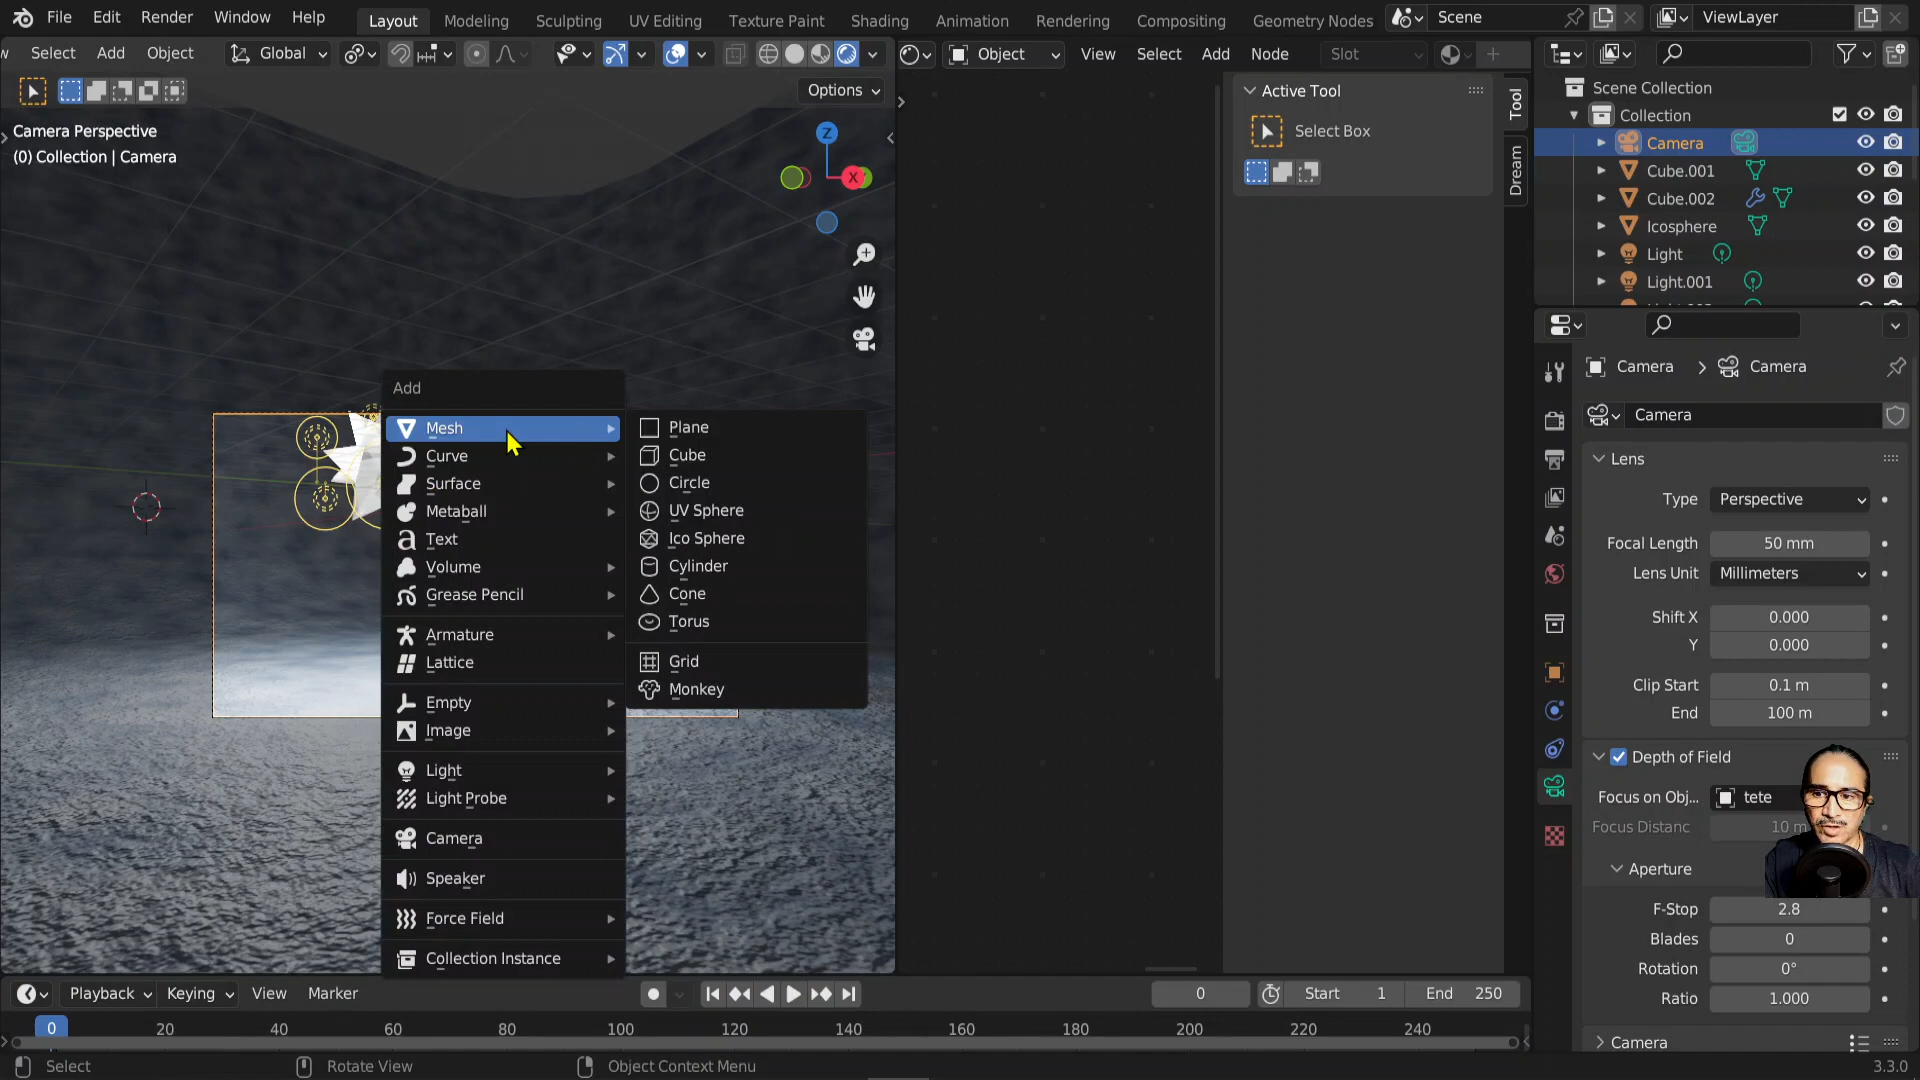 File Edit Render Window Help Layout Modeling Sculpting UV Editing Texture Paint Shading Animation Rendering Compositing Geometry Nodes Scene ViewLayer
Select Add Object Global Object View Select Add Node Slot
Options
Camera Perspective
(0) Collection | Camera
Z
X
Active Tool
Select Box
Tool
Dream
Scene Collection
Collection
Camera
Cube.001
Cube.002
Icosphere
Light
Light.001
Add
Mesh
Curve
Surface
Metaball
Text
Volume
Grease Pencil
Armature
Lattice
Empty
Image
Light
Light Probe
Camera
Speaker
Force Field
Collection Instance
Plane
Cube
Circle
UV Sphere
Ico Sphere
Cylinder
Cone
Torus
Grid
Monkey
Camera Camera
Camera
Lens
Type Perspective
Focal Length 50 mm
Lens Unit Millimeters
Shift X 0.000
Y 0.000
Clip Start 0.1 m
End 100 m
Depth of Field
Focus on Obj... tete
Focus Distanc 10 m
Aperture
F-Stop 2.8
Blades 0
Rotation 0°
Ratio 1.000
Camera
Playback Keying View Marker 0 Start 1 End 250
0 20 40 60 80 100 120 140 160 180 200 220 240
Select Rotate View Object Context Menu 3.3.0